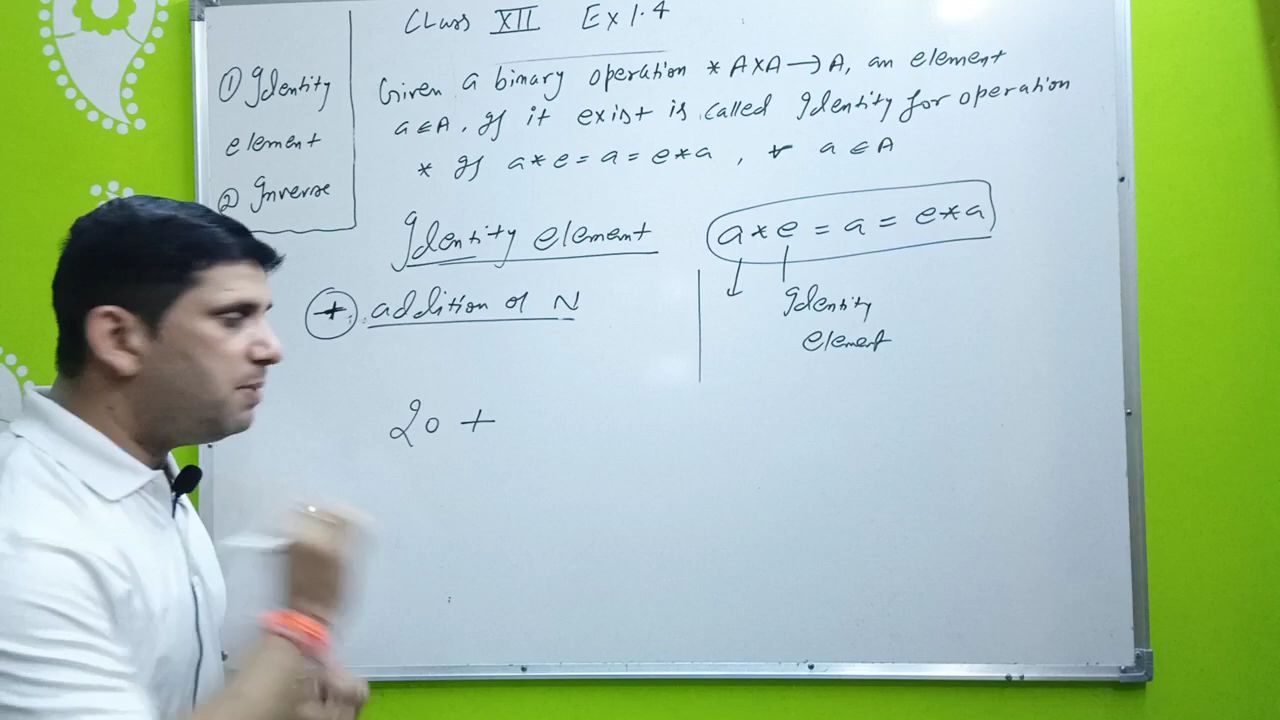 Class XII Ex 1.4
① Identity
element
② Inverse
Given a binary operation * A×A→A, an element
a∈A, If it exist is called Identity for operation
* If a*e=a=e*a, ∀ a∈A
Identity element
a*e=a=e*a
+ : addition of N
Identity
element
20 +